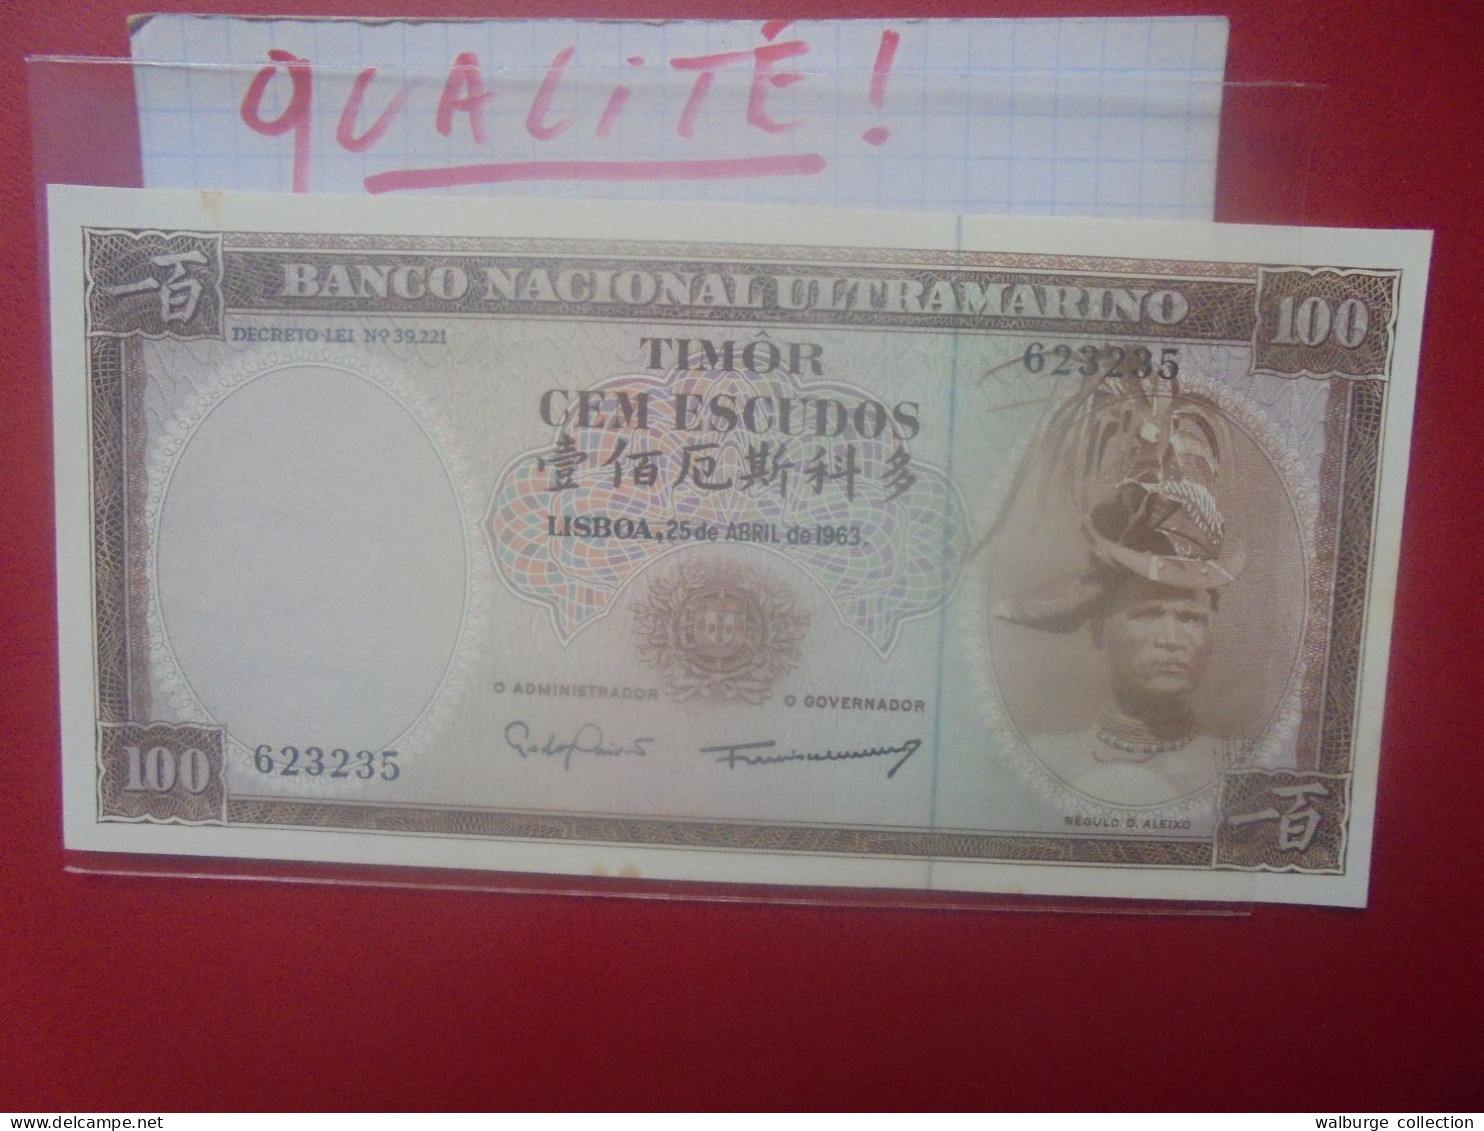 QUALITÉ!
一百
BANCO NACIONAL ULTRAMARINO
100
DECRETO-LEI Nº 39.221
TIMÔR
623235
CEM ESCUDOS
壹佰厄斯科多
LISBOA, 25 de ABRIL de 1963.
O ADMINISTRADOR
O GOVERNADOR
100
623235
RÉGULO D. ALEIXO
一百
www.delcampe.net
walburge collection